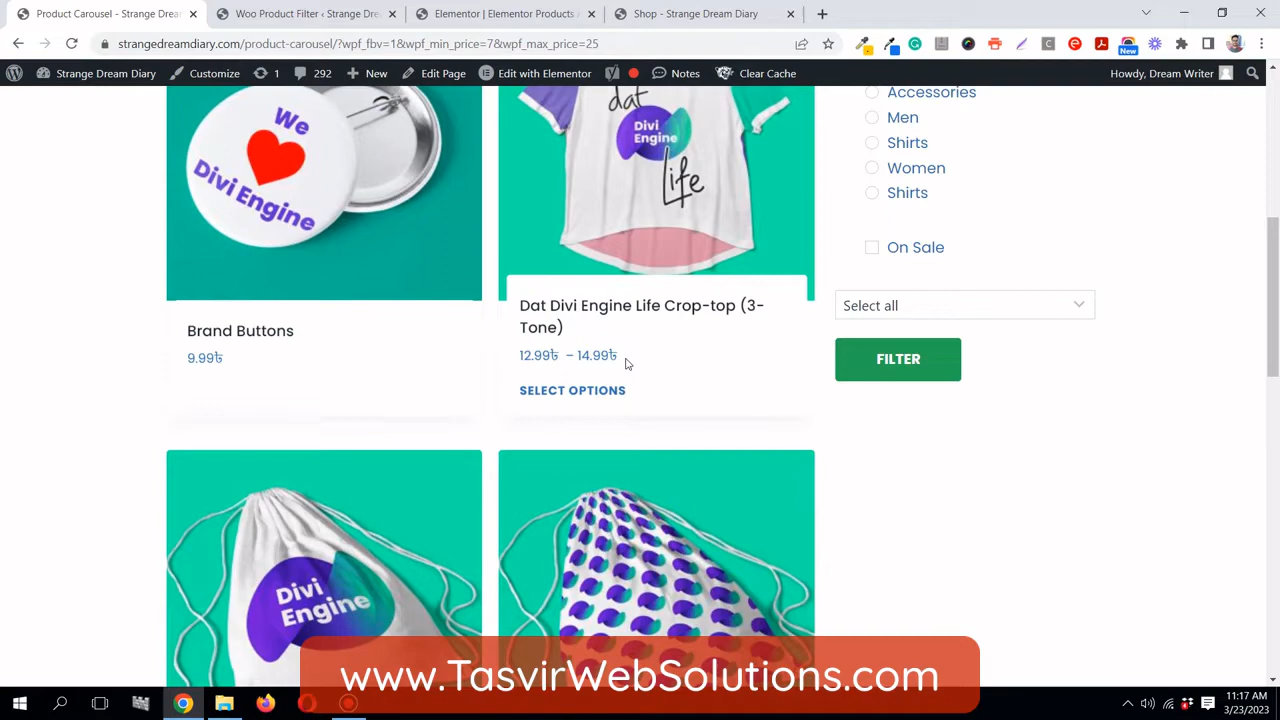 Product Carousel - Strange Dre
Woo Product Filter - Strange Dre
Elementor | Elementor Products A
Shop - Strange Dream Diary
strangedreamdiary.com/product-carousel/?wpf_fbv=1&wpf_min_price_7&wpf_price=25
New
Strange Dream Diary
Customize
1
292
New
Edit Page
Edit with Elementor
Notes
Clear Cache
Howdy, Dream Writer
We
Divi Engine
dat
Divi
Engine
Life
Accessories
Men
Shirts
Women
Shirts
On Sale
Select all
FILTER
Brand Buttons
9.99৳
Dat Divi Engine Life Crop-top (3-
Tone)
12.99৳ – 14.99৳
SELECT OPTIONS
Divi
Engine
www.TasvirWebSolutions.com
11:17 AM
3/23/2023